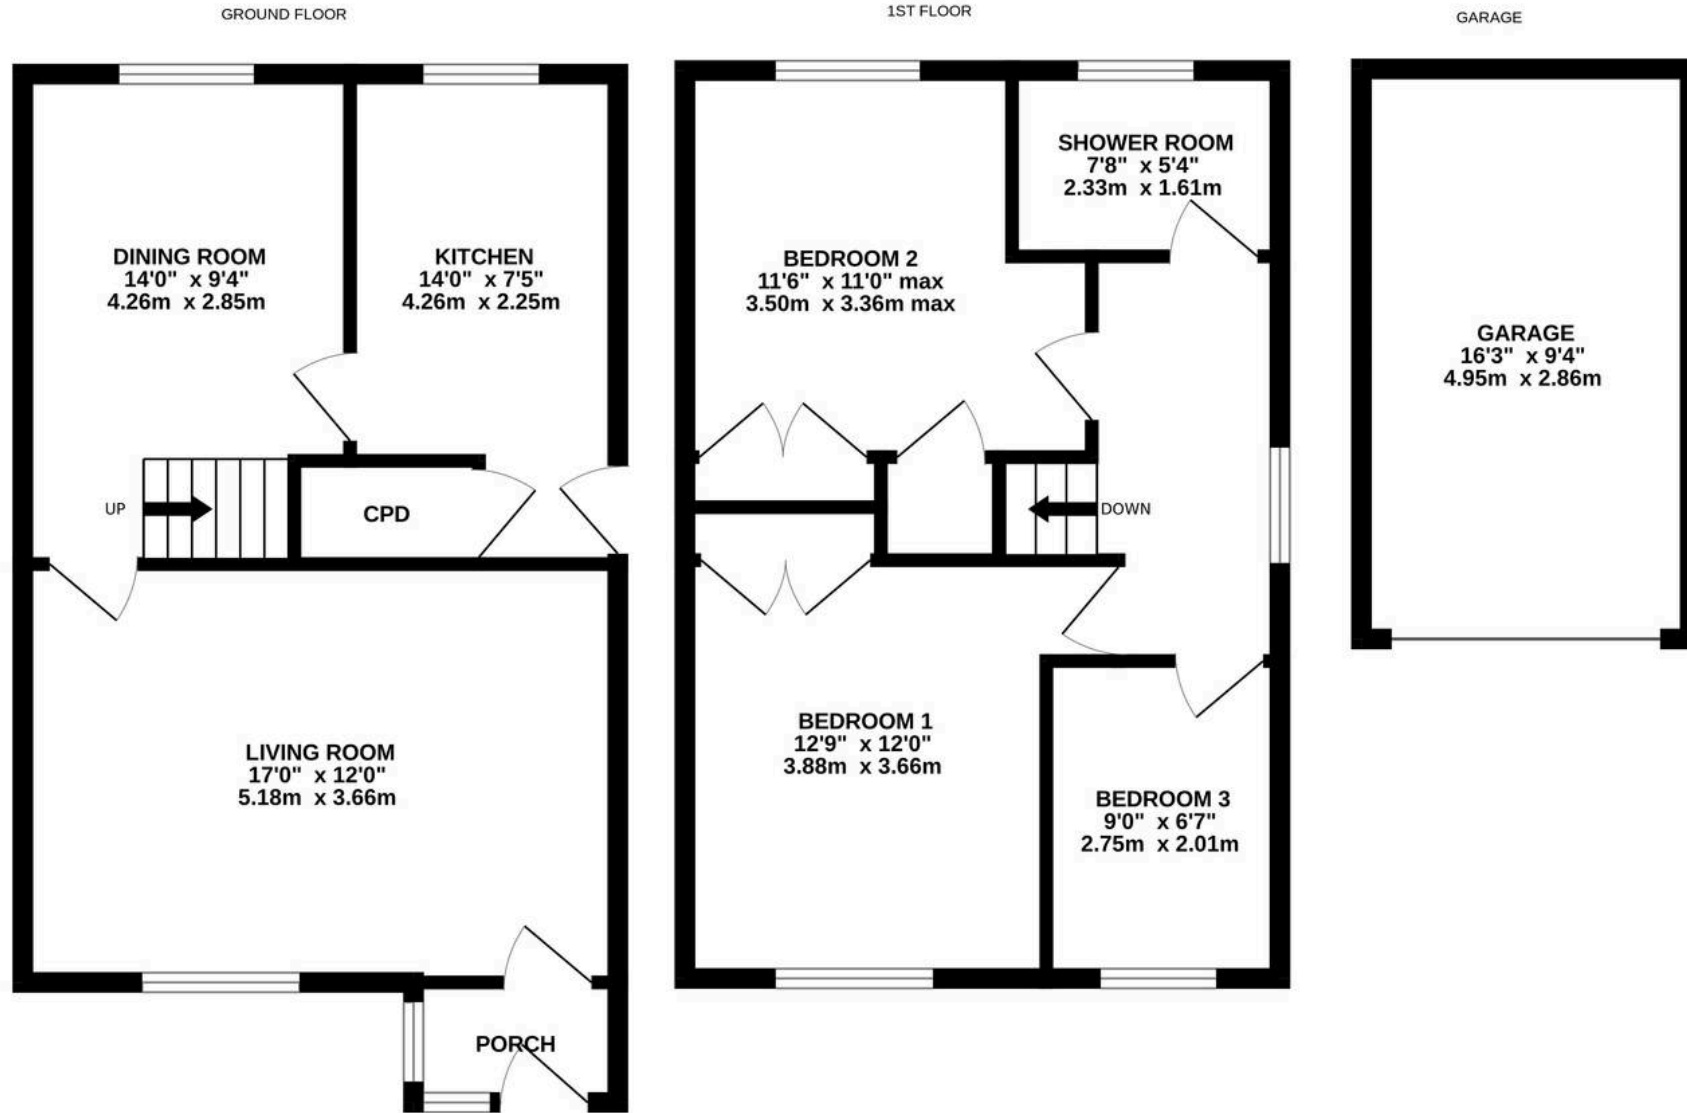 GROUND FLOOR
DINING ROOM
14'0" x 9'4"
4.26m x 2.85m
KITCHEN
14'0" x 7'5"
4.26m x 2.25m
UP
CPD
LIVING ROOM
17'0" x 12'0"
5.18m x 3.66m
PORCH
1ST FLOOR
SHOWER ROOM
7'8" x 5'4"
2.33m x 1.61m
BEDROOM 2
11'6" x 11'0" max
3.50m x 3.36m max
DOWN
BEDROOM 1
12'9" x 12'0"
3.88m x 3.66m
BEDROOM 3
9'0" x 6'7"
2.75m x 2.01m
GARAGE
GARAGE
16'3" x 9'4"
4.95m x 2.86m